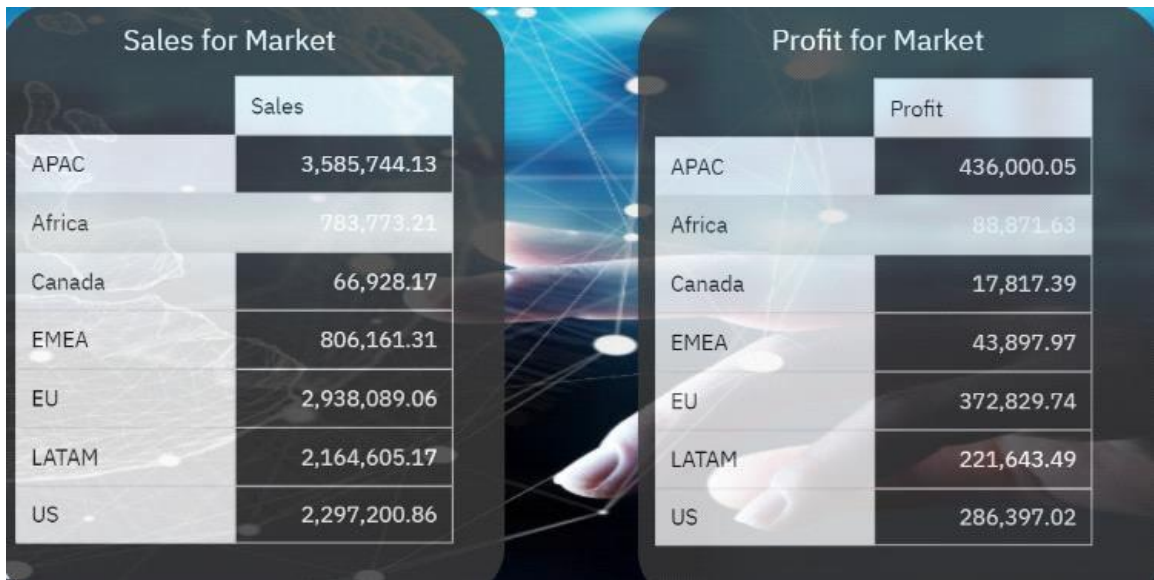 Sales for Market
Sales
APAC 3,585,744.13
Africa 783,773.21
Canada 66,928.17
EMEA 806,161.31
EU 2,938,089.06
LATAM 2,164,605.17
US 2,297,200.86
Profit for Market
Profit
APAC 436,000.05
Africa 88,871.63
Canada 17,817.39
EMEA 43,897.97
EU 372,829.74
LATAM 221,643.49
US 286,397.02